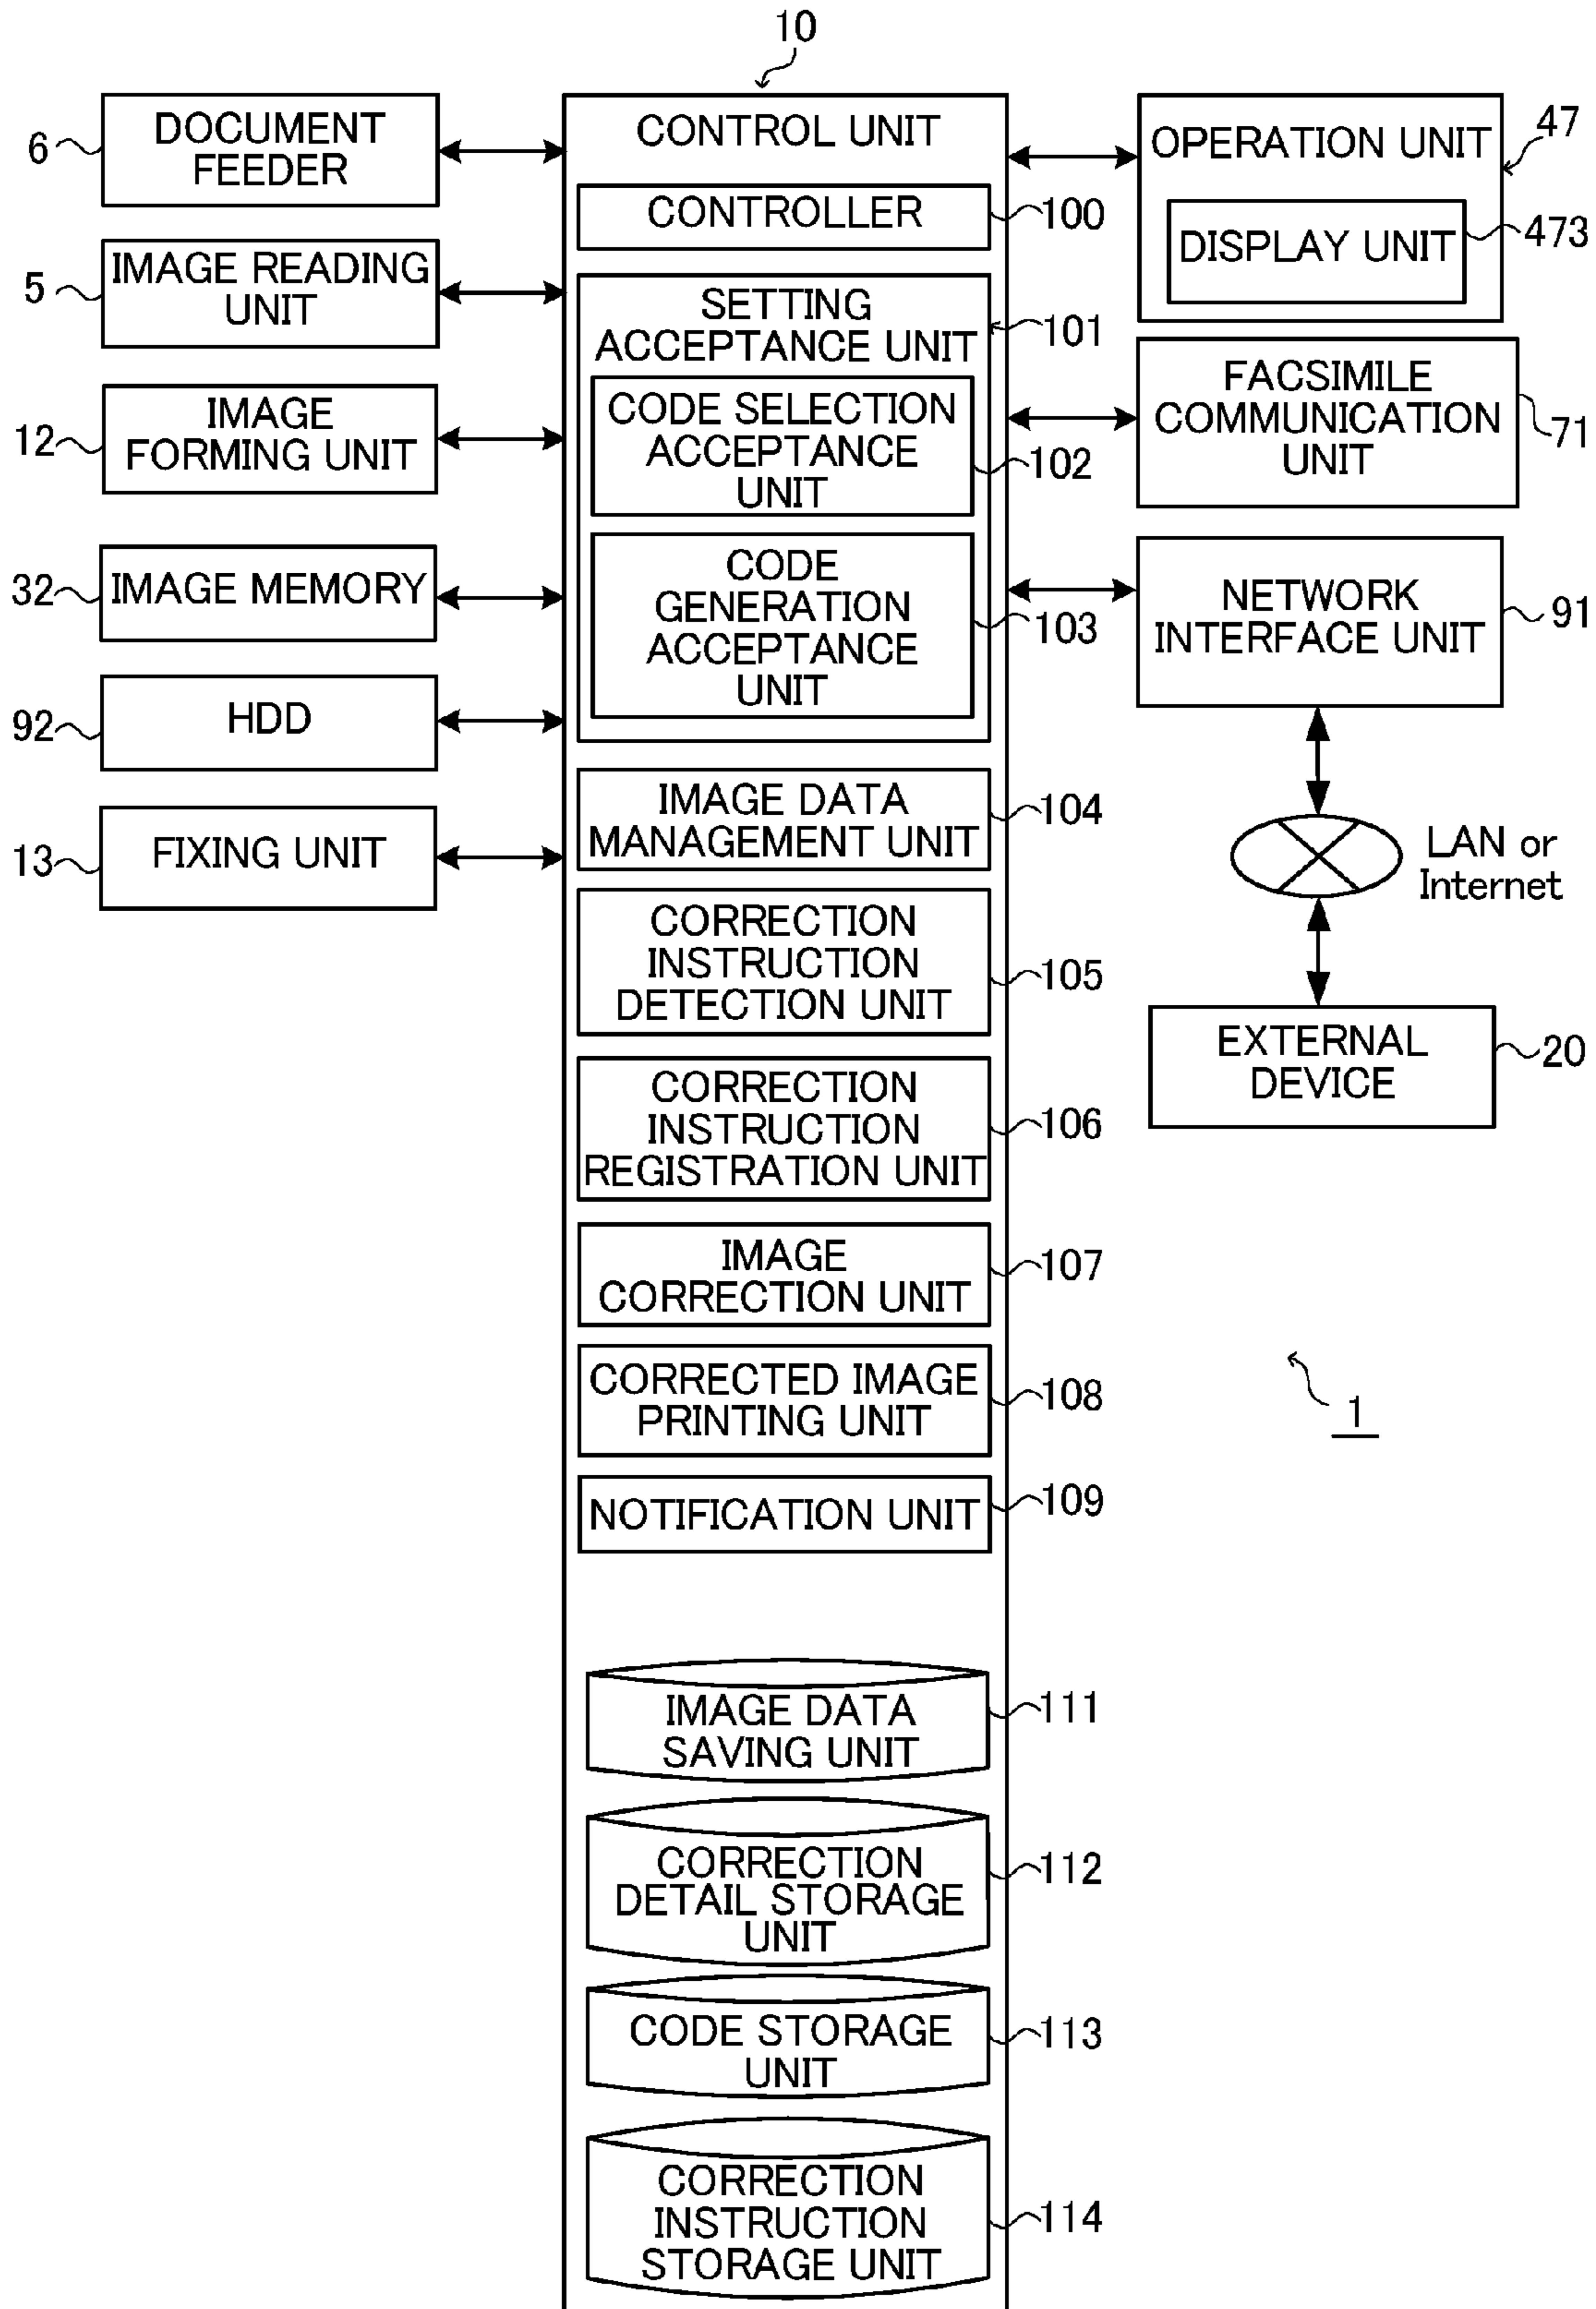 10
6
DOCUMENT
FEEDER
5
IMAGE READING
UNIT
12
IMAGE
FORMING UNIT
32
IMAGE MEMORY
92
HDD
13
FIXING UNIT
CONTROL UNIT
CONTROLLER
100
SETTING
ACCEPTANCE UNIT
101
CODE SELECTION
ACCEPTANCE
UNIT
102
CODE
GENERATION
ACCEPTANCE
UNIT
103
IMAGE DATA
MANAGEMENT UNIT
104
CORRECTION
INSTRUCTION
DETECTION UNIT
105
CORRECTION
INSTRUCTION
REGISTRATION UNIT
106
IMAGE
CORRECTION UNIT
107
CORRECTED IMAGE
PRINTING UNIT
108
NOTIFICATION UNIT
109
IMAGE DATA
SAVING UNIT
111
CORRECTION
DETAIL STORAGE
UNIT
112
CODE STORAGE
UNIT
113
CORRECTION
INSTRUCTION
STORAGE UNIT
114
OPERATION UNIT
47
DISPLAY UNIT
473
FACSIMILE
COMMUNICATION
UNIT
71
NETWORK
INTERFACE UNIT
91
LAN or
Internet
EXTERNAL
DEVICE
20
1